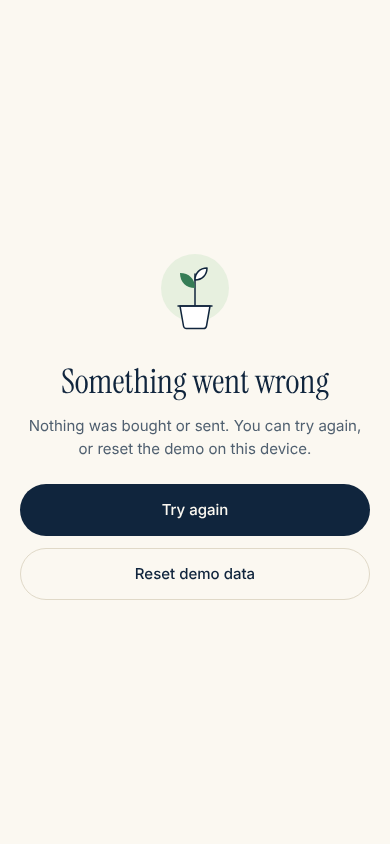 Something went wrong
Nothing was bought or sent. You can try again,
or reset the demo on this device.
Try again
Reset demo data